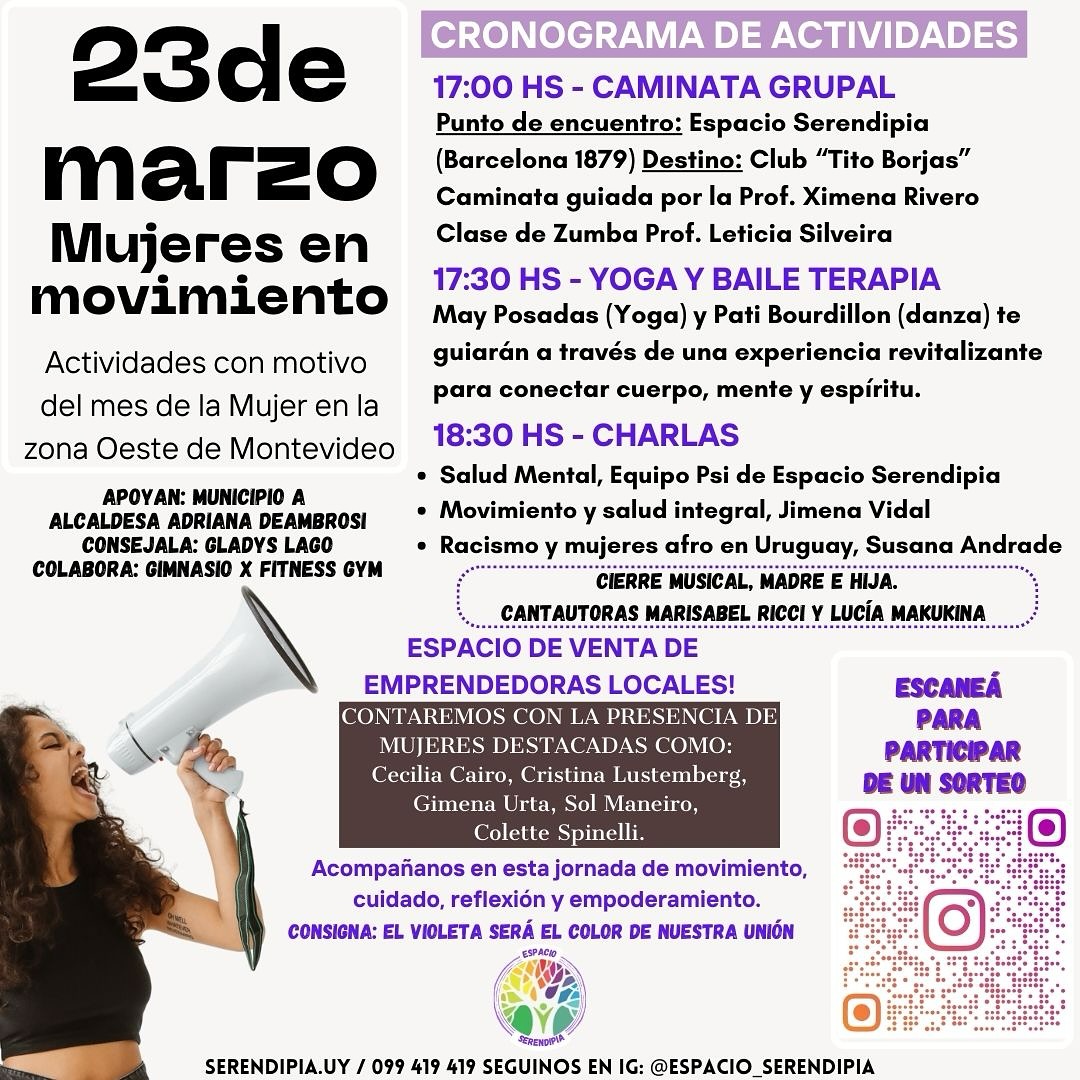 23de
marzo
Mujeres en
movimiento
Actividades con motivo
del mes de la Mujer en la
zona Oeste de Montevideo
APOYAN: MUNICIPIO A
ALCALDESA ADRIANA DEAMBROSI
CONSEJALA: GLADYS LAGO
COLABORA: GIMNASIO X FITNESS GYM
CRONOGRAMA DE ACTIVIDADES
17:00 HS - CAMINATA GRUPAL
Punto de encuentro: Espacio Serendipia
(Barcelona 1879) Destino: Club “Tito Borjas”
Caminata guiada por la Prof. Ximena Rivero
Clase de Zumba Prof. Leticia Silveira
17:30 HS - YOGA Y BAILE TERAPIA
May Posadas (Yoga) y Pati Bourdillon (danza) te
guiarán a través de una experiencia revitalizante
para conectar cuerpo, mente y espíritu.
18:30 HS - CHARLAS
• Salud Mental, Equipo Psi de Espacio Serendipia
• Movimiento y salud integral, Jimena Vidal
• Racismo y mujeres afro en Uruguay, Susana Andrade
CIERRE MUSICAL, MADRE E HIJA.
CANTAUTORAS MARISABEL RICCI Y LUCÍA MAKUKINA
ESPACIO DE VENTA DE
EMPRENDEDORAS LOCALES!
CONTAREMOS CON LA PRESENCIA DE
MUJERES DESTACADAS COMO:
Cecilia Cairo, Cristina Lustemberg,
Gimena Urta, Sol Maneiro,
Colette Spinelli.
Acompañanos en esta jornada de movimiento,
cuidado, reflexión y empoderamiento.
CONSIGNA: EL VIOLETA SERÁ EL COLOR DE NUESTRA UNIÓN
ESCANEÁ
PARA
PARTICIPAR
DE UN SORTEO
OH WELL
WHATEVER
NEVERMIND
ESPACIO
SERENDIPIA
SERENDIPIA.UY / 099 419 419 SEGUINOS EN IG: @ESPACIO_SERENDIPIA